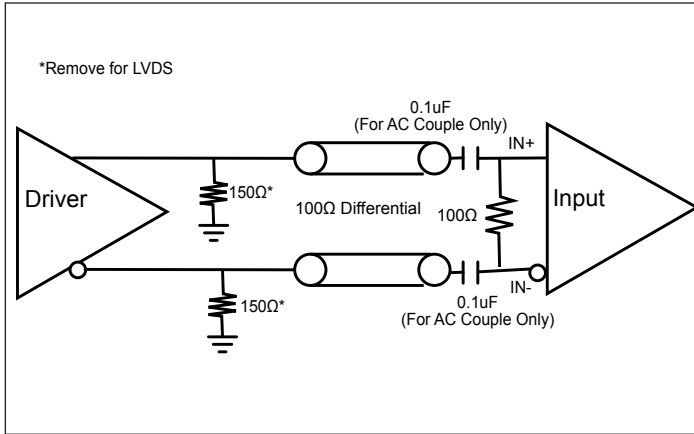 *Remove for LVDS
0.1uF
(For AC Couple Only)
IN+
Driver
150Ω*
100Ω Differential
100Ω
Input
150Ω*
0.1uF
IN-
(For AC Couple Only)